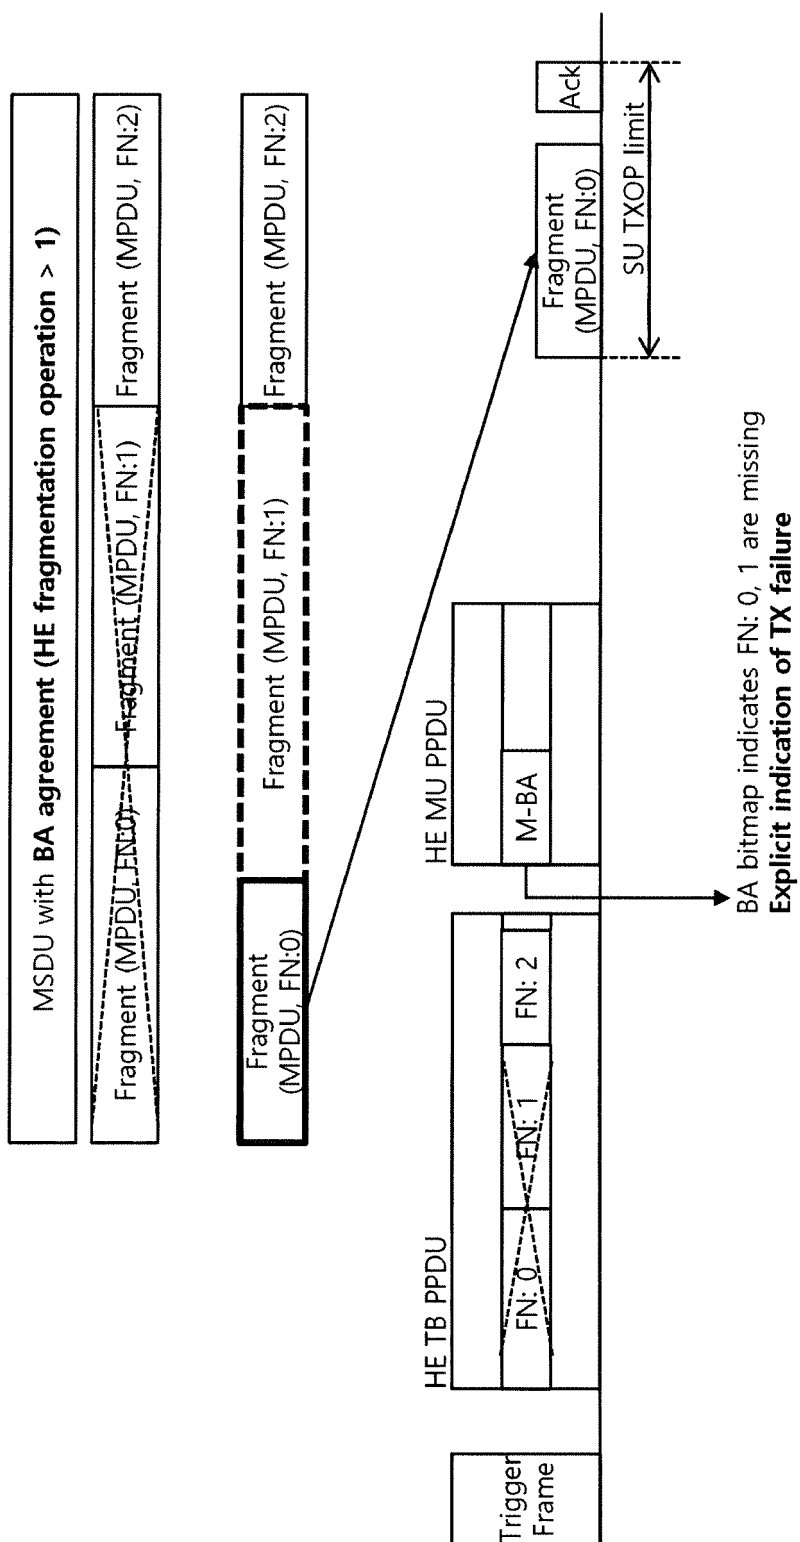 MSDU with BA agreement (HE fragmentation operation > 1)
Fragment (MPDU, FN:0)
Fragment (MPDU, FN:1)
Fragment (MPDU, FN:2)
Fragment
(MPDU, FN:0)
Fragment (MPDU, FN:1)
Fragment (MPDU, FN:2)
Trigger
Frame
HE TB PPDU
FN: 0
FN: 1
FN: 2
HE MU PPDU
M-BA
Fragment
(MPDU, FN:0)
Ack
SU TXOP limit
BA bitmap indicates FN: 0, 1 are missing
Explicit indication of TX failure